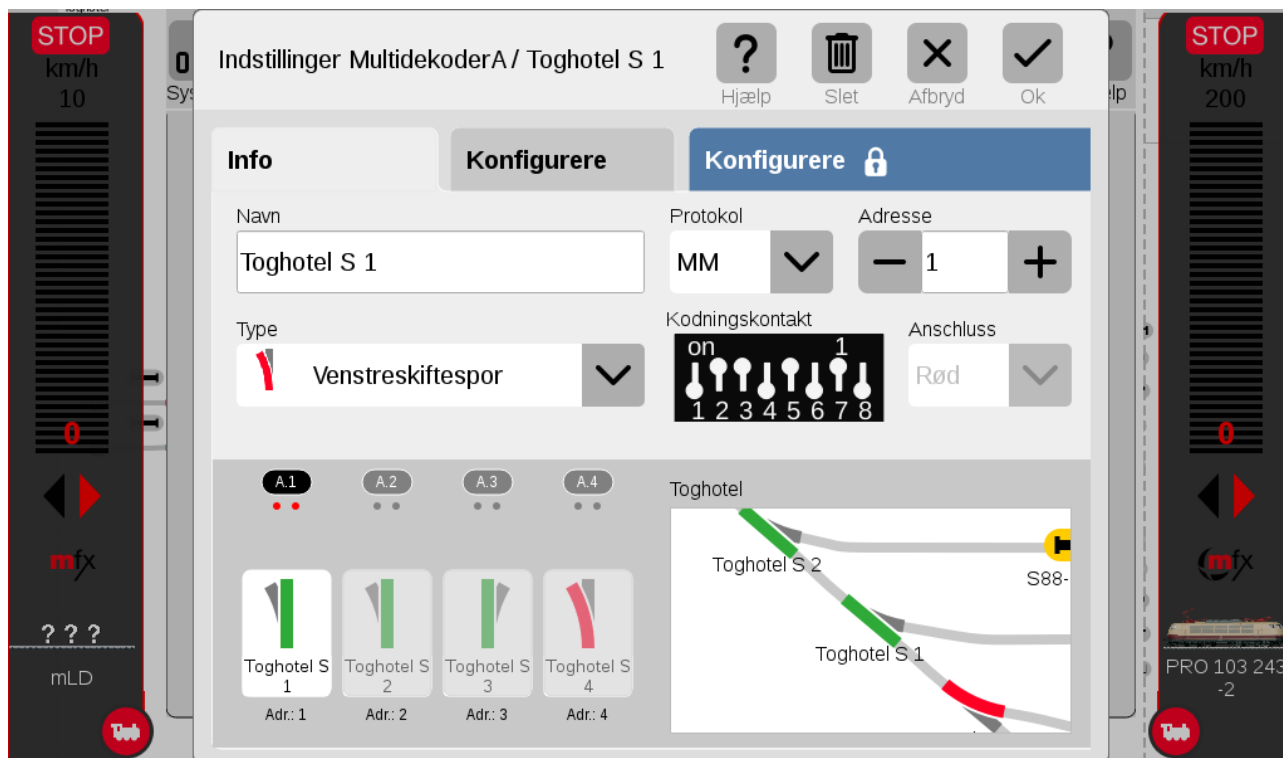 STOP
km/h
10
0
mfx
???
mLD
Sy
Indstillinger MultidekoderA / Toghotel S 1
Hjælp
Slet
Afbryd
Ok
lp
Info
Konfigurere
Konfigurere
Navn
Toghotel S 1
Protokol
MM
Adresse
1
Type
Venstreskiftespor
Kodningskontakt
on 1
1 2 3 4 5 6 7 8
Anschluss
Rød
A.1 A.2 A.3 A.4
Toghotel S 1
Toghotel S 2
Toghotel S 3
Toghotel S 4
Adr.: 1 Adr.: 2 Adr.: 3 Adr.: 4
Toghotel
Toghotel S 2
S88-
Toghotel S 1
STOP
km/h
200
0
mfx
PRO 103 243
-2